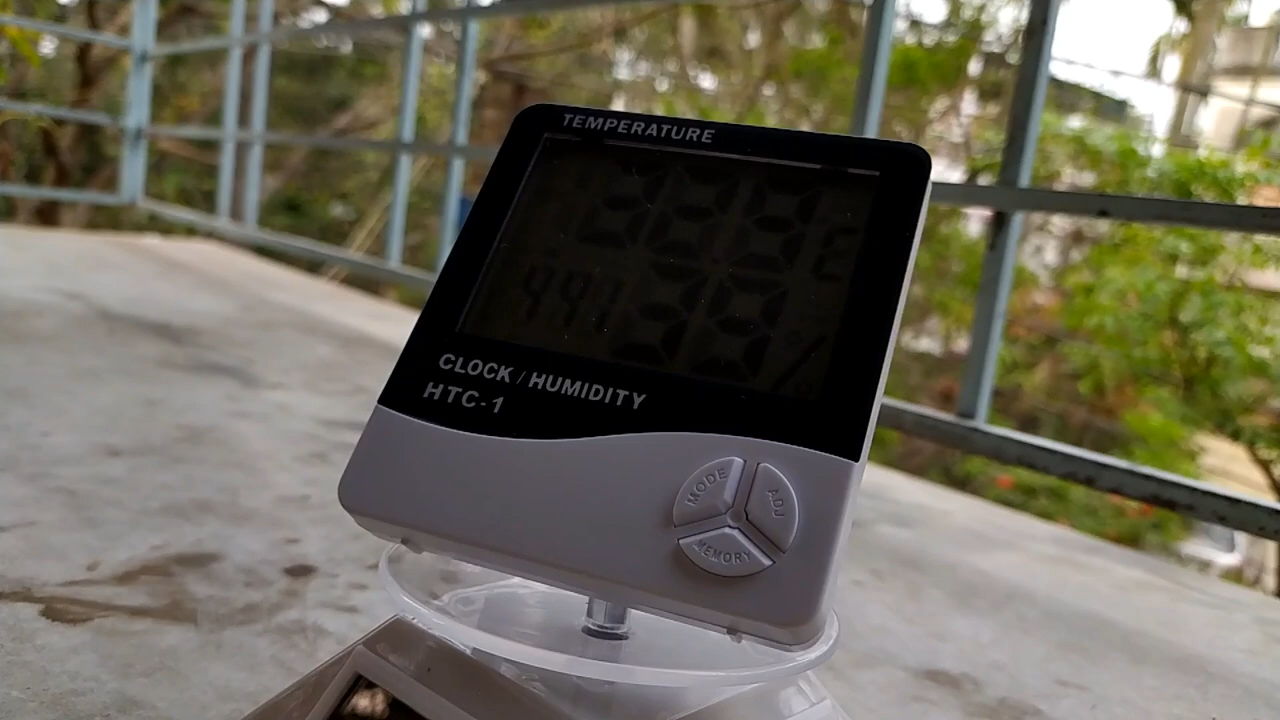 TEMPERATURE
CLOCK / HUMIDITY
HTC-1
MODE
ADJ
MEMORY